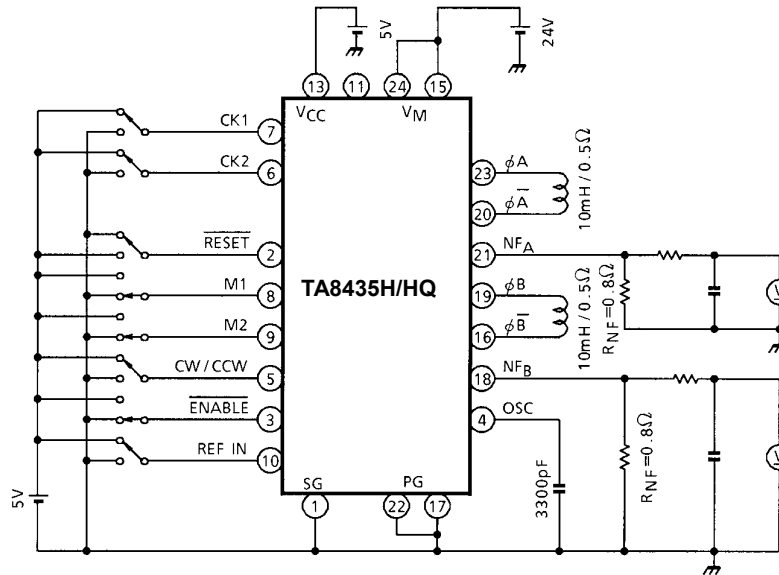 5V
24V
13
11
24
15
VCC
VM
CK1
7
CK2
6
RESET
2
M1
8
M2
9
CW / CCW
5
ENABLE
3
REF IN
10
TA8435H/HQ
23
ϕA
20
ϕA̅
10mH / 0.5Ω
21
NFA
19
ϕB
16
ϕB̅
10mH / 0.5Ω
RNF=0.8Ω
V
18
NFB
4
OSC
3300pF
RNF=0.8Ω
V
SG
PG
1
22
17
5V